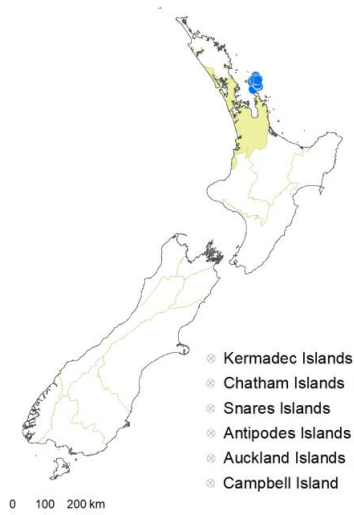 Kermadec Islands
Chatham Islands
Snares Islands
Antipodes Islands
Auckland Islands
Campbell Island
0 100 200 km